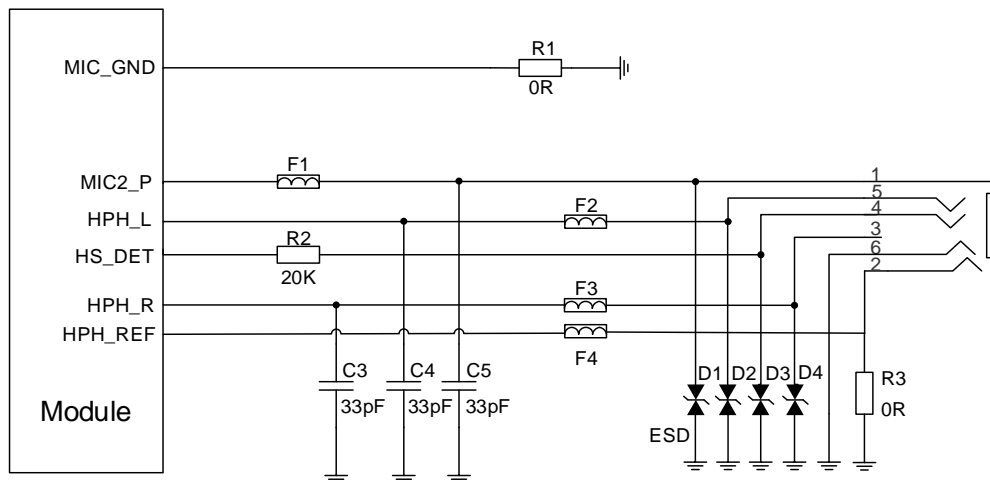 R1
MIC_GND
0R
F1
MIC2_P
1
5
HPH_L
F2
4
R2
3
HS_DET
6
20K
2
F3
HPH_R
HPH_REF
F4
C3
C4
C5
D1
D2
D3
D4
R3
33pF
33pF
33pF
0R
Module
ESD